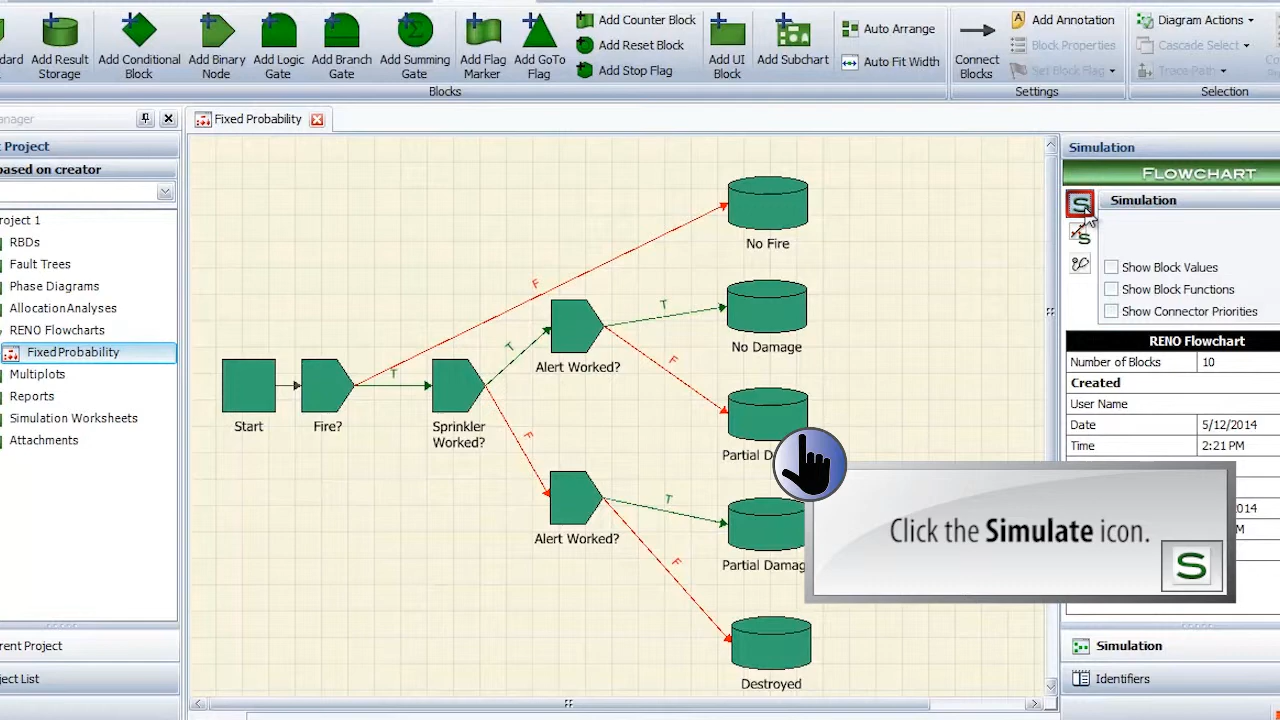 Add Result
Storage
Add Conditional
Block
Add Binary
Node
Add Logic
Gate
Add Branch
Gate
Add Summing
Gate
Add Flag
Marker
Add GoTo
Flag
Add Counter Block
Add Reset Block
Add Stop Flag
Add UI
Block
Add Subchart
Auto Arrange
Auto Fit Width
Connect
Blocks
Add Annotation
Block Properties
Set Block Flag
Diagram Actions
Cascade Select
Trace Path
Blocks
Settings
Selection
anager
Fixed Probability
Project
based on creator
roject 1
RBDs
Fault Trees
Phase Diagrams
Allocation Analyses
RENO Flowcharts
Fixed Probability
Multiplots
Reports
Simulation Worksheets
Attachments
rent Project
ject List
No Fire
F
T
No Damage
Alert Worked?
T
F
T
Start
Fire?
Sprinkler
Worked?
F
Partial D
Alert Worked?
T
Partial Damag
F
Destroyed
Simulation
FLOWCHART
S
Simulation
S
Show Block Values
Show Block Functions
Show Connector Priorities
RENO Flowchart
Number of Blocks 10
Created
User Name
Date 5/12/2014
Time 2:21 PM
014
M
Click the Simulate icon.
S
Simulation
Identifiers